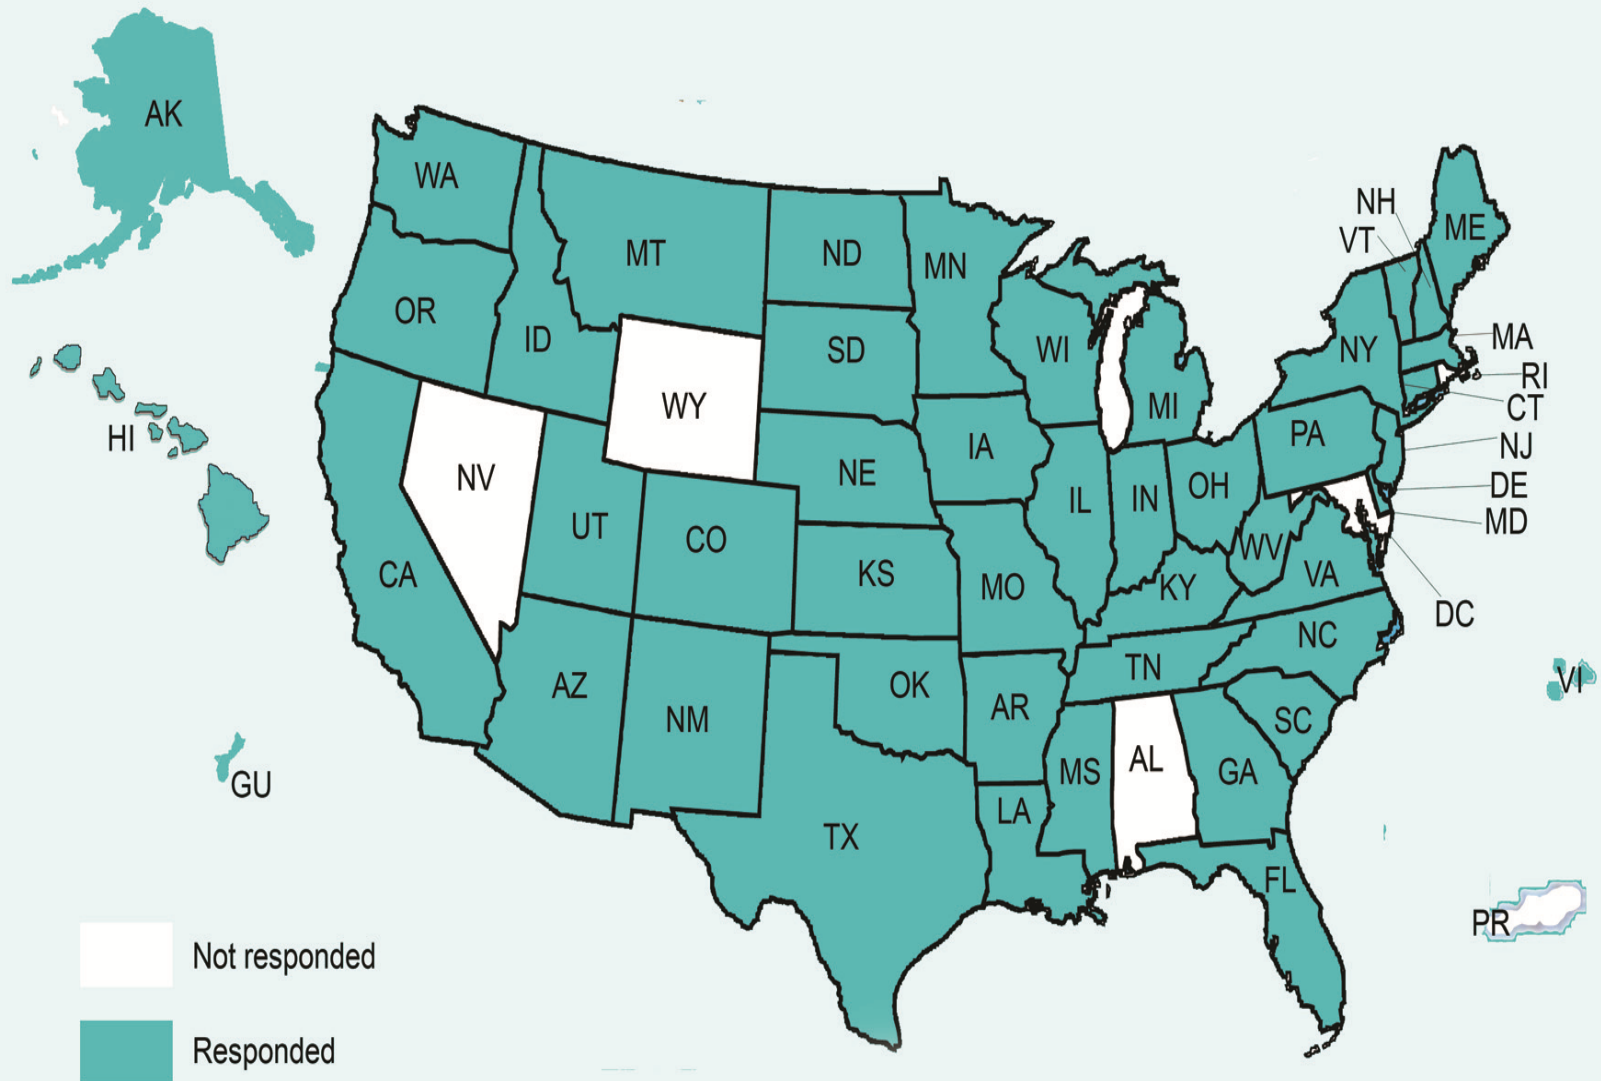 AK
WA
NH
ME
VT
MT
ND
MN
OR
ID
SD
WI
NY
MA
RI
WY
MI
CT
HI
PA
IA
NJ
NV
NE
IL
IN
OH
DE
MD
UT
CO
WV
CA
KS
MO
KY
VA
DC
NC
TN
VI
AZ
OK
AR
NM
SC
MS
AL
GA
GU
LA
TX
FL
PR
Not responded
Responded